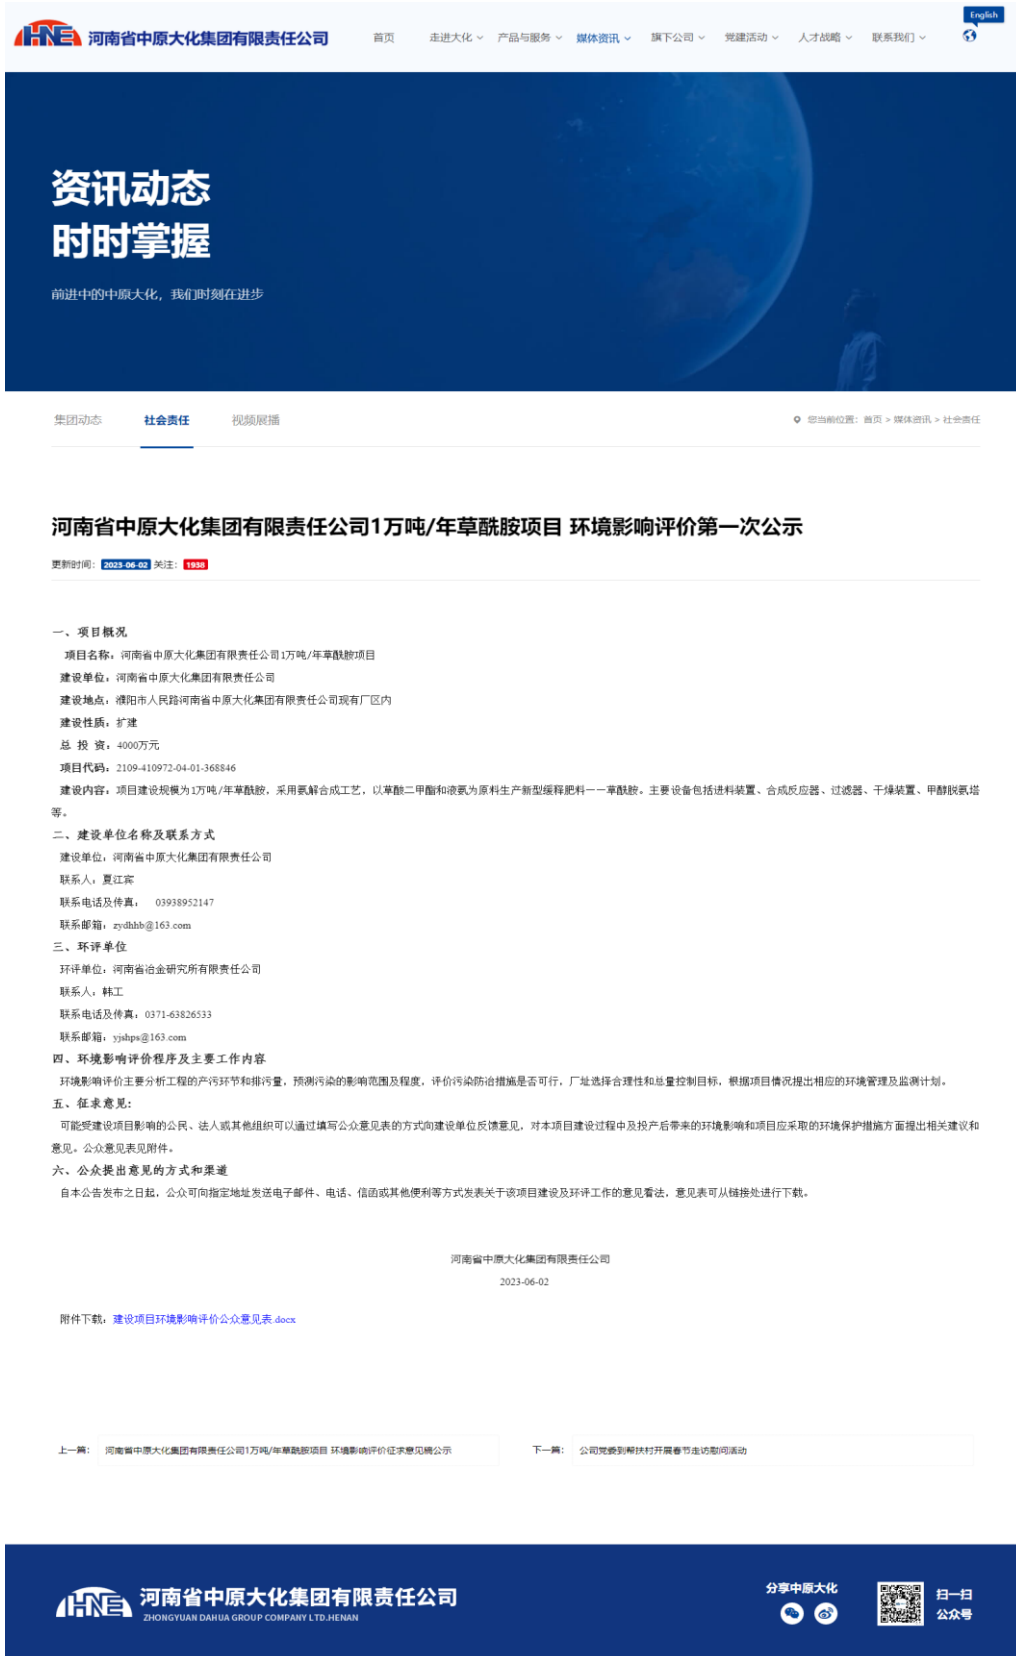 English
HNE 河南省中原大化集团有限责任公司 首页 走进大化 产品与服务 媒体资讯 旗下公司 党建活动 人才战略 联系我们
资讯动态
时时掌握
前进中的中原大化，我们时刻在进步
集团动态 社会责任 视频展播 您当前位置：首页 > 媒体资讯 > 社会责任
河南省中原大化集团有限责任公司1万吨/年草酰胺项目 环境影响评价第一次公示
更新时间：2023-06-02 关注：1958
一、项目概况
项目名称：河南省中原大化集团有限责任公司1万吨/年草酰胺项目
建设单位：河南省中原大化集团有限责任公司
建设地点：濮阳市人民路河南省中原大化集团有限责任公司现有厂区内
建设性质：扩建
总 投 资：4000万元
项目代码：2109-410972-04-01-368846
建设内容：项目建设规模为1万吨/年草酰胺，采用氨解合成工艺，以草酸二甲酯和液氨为原料生产新型缓释肥料——草酰胺。主要设备包括进料装置、合成反应器、过滤器、干燥装置、甲醇脱氨塔
等。
二、建设单位名称及联系方式
建设单位：河南省中原大化集团有限责任公司
联系人：夏江宾
联系电话及传真： 03938952147
联系邮箱：zydhhb@163.com
三、环评单位
环评单位：河南省冶金研究所有限责任公司
联系人：韩工
联系电话及传真：0371-63826533
联系邮箱：yjshps@163.com
四、环境影响评价程序及主要工作内容
环境影响评价主要分析工程的产污环节和排污量，预测污染的影响范围及程度，评价污染防治措施是否可行，厂址选择合理性和总量控制目标，根据项目情况提出相应的环境管理及监测计划。
五、征求意见：
可能受建设项目影响的公民、法人或其他组织可以通过填写公众意见表的方式向建设单位反馈意见，对本项目建设过程中及投产后带来的环境影响和项目应采取的环境保护措施方面提出相关建议和
意见。公众意见表见附件。
六、公众提出意见的方式和渠道
自本公告发布之日起，公众可向指定地址发送电子邮件、电话、信函或其他便利等方式发表关于该项目建设及环评工作的意见看法，意见表可从链接处进行下载。
河南省中原大化集团有限责任公司
2023-06-02
附件下载：建设项目环境影响评价公众意见表.docx
上一篇： 河南省中原大化集团有限责任公司1万吨/年草酰胺项目 环境影响评价征求意见稿公示 下一篇： 公司党委到帮扶村开展春节走访慰问活动
HNE 河南省中原大化集团有限责任公司
ZHONGYUAN DAHUA GROUP COMPANY LTD.HENAN
分享中原大化
扫一扫
公众号